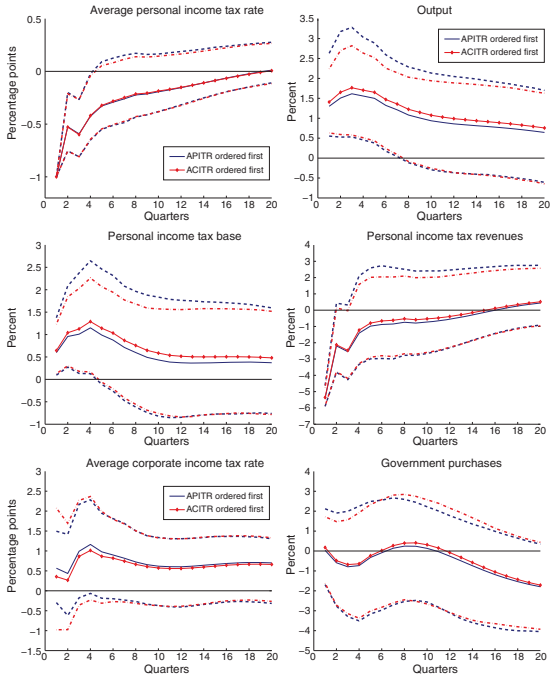 Average personal income tax rate
Percentage points
0.5
0
−0.5
−1
APITR ordered first
ACITR ordered first
0 2 4 6 8 10 12 14 16 18 20
Quarters
Output
Percent
3.5
3
2.5
2
1.5
1
0.5
0
−0.5
−1
APITR ordered first
ACITR ordered first
0 2 4 6 8 10 12 14 16 18 20
Quarters
Personal income tax base
Percent
3
2.5
2
1.5
1
0.5
0
−0.5
−1
0 2 4 6 8 10 12 14 16 18 20
Quarters
Personal income tax revenues
Percent
4
3
2
1
0
−1
−2
−3
−4
−5
−6
−7
0 2 4 6 8 10 12 14 16 18 20
Quarters
Average corporate income tax rate
Percentage points
3
2.5
2
1.5
1
0.5
0
−0.5
−1
−1.5
APITR ordered first
ACITR ordered first
0 2 4 6 8 10 12 14 16 18 20
Quarters
Government purchases
Percent
4
3
2
1
0
−1
−2
−3
−4
−5
0 2 4 6 8 10 12 14 16 18 20
Quarters